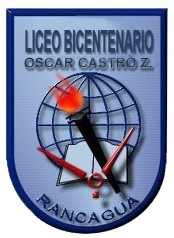 LICEO BICENTENARIO
OSCAR CASTRO Z.
RANCAGUA